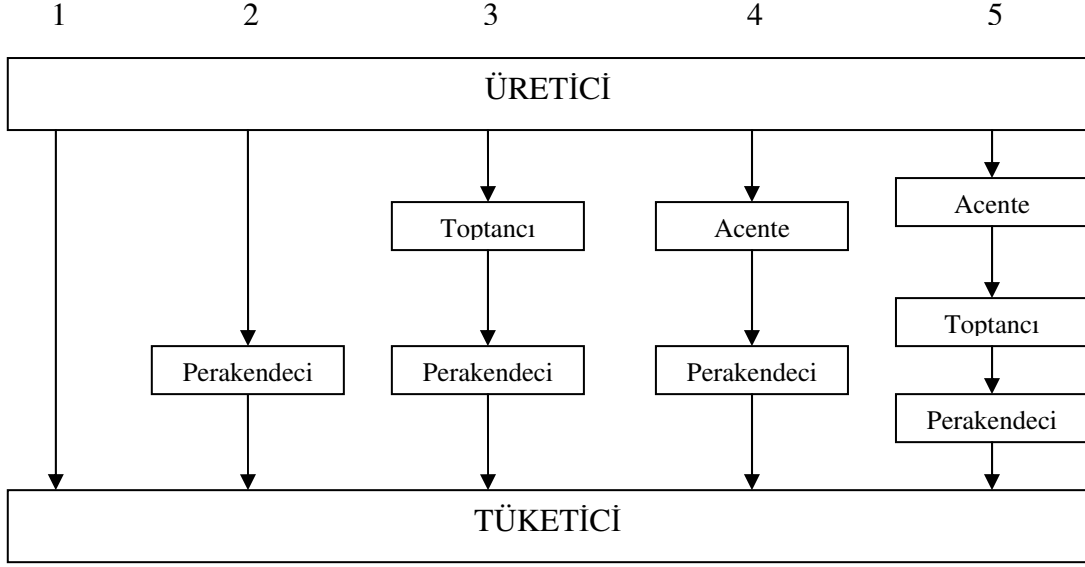 1 2 3 4 5
ÜRETİCİ
Acente
Toptancı Acente
Toptancı
Perakendeci Perakendeci Perakendeci
Perakendeci
TÜKETİCİ